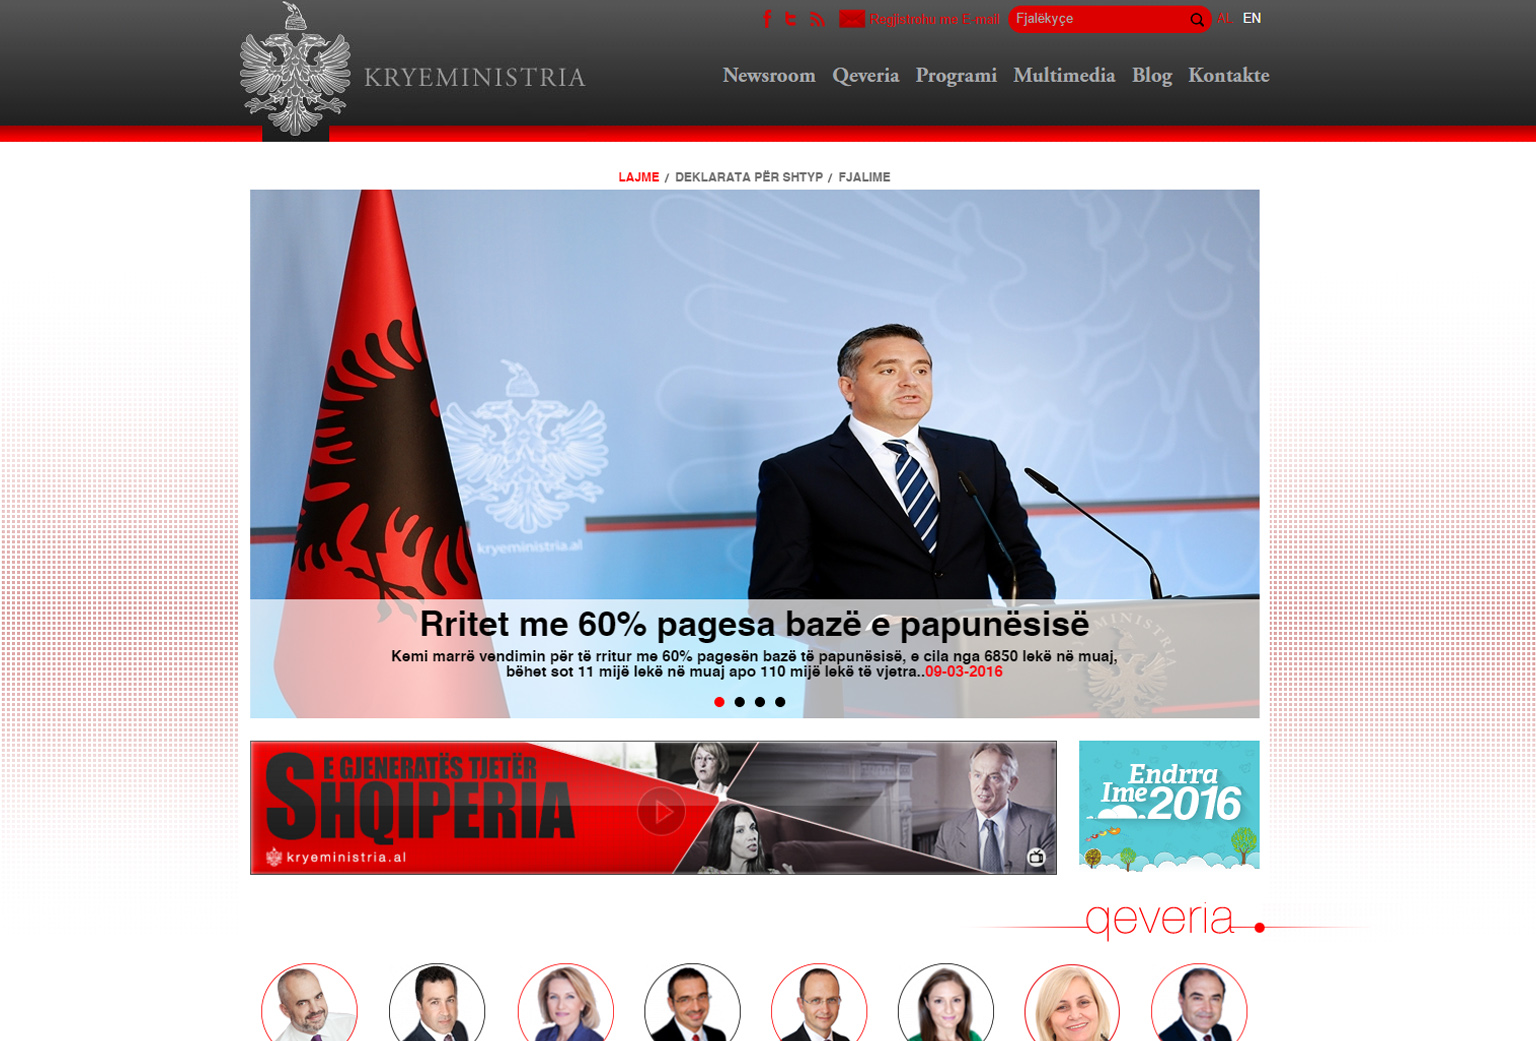 Regjistrohu me E-mail
Fjalëkyçe
AL EN
KRYEMINISTRIA
Newsroom Qeveria Programi Multimedia Blog Kontakte
LAJME / DEKLARATA PËR SHTYP / FJALIME
kryeministria.al
Rritet me 60% pagesa bazë e papunësisë
Kemi marrë vendimin për të rritur me 60% pagesën bazë të papunësisë, e cila nga 6850 lekë në muaj,
bëhet sot 11 mijë lekë në muaj apo 110 mijë lekë të vjetra..09-03-2016
E GJENERATËS TJETËR
SHQIPERIA
kryeministria.al
Endrra
Ime 2016
qeveria